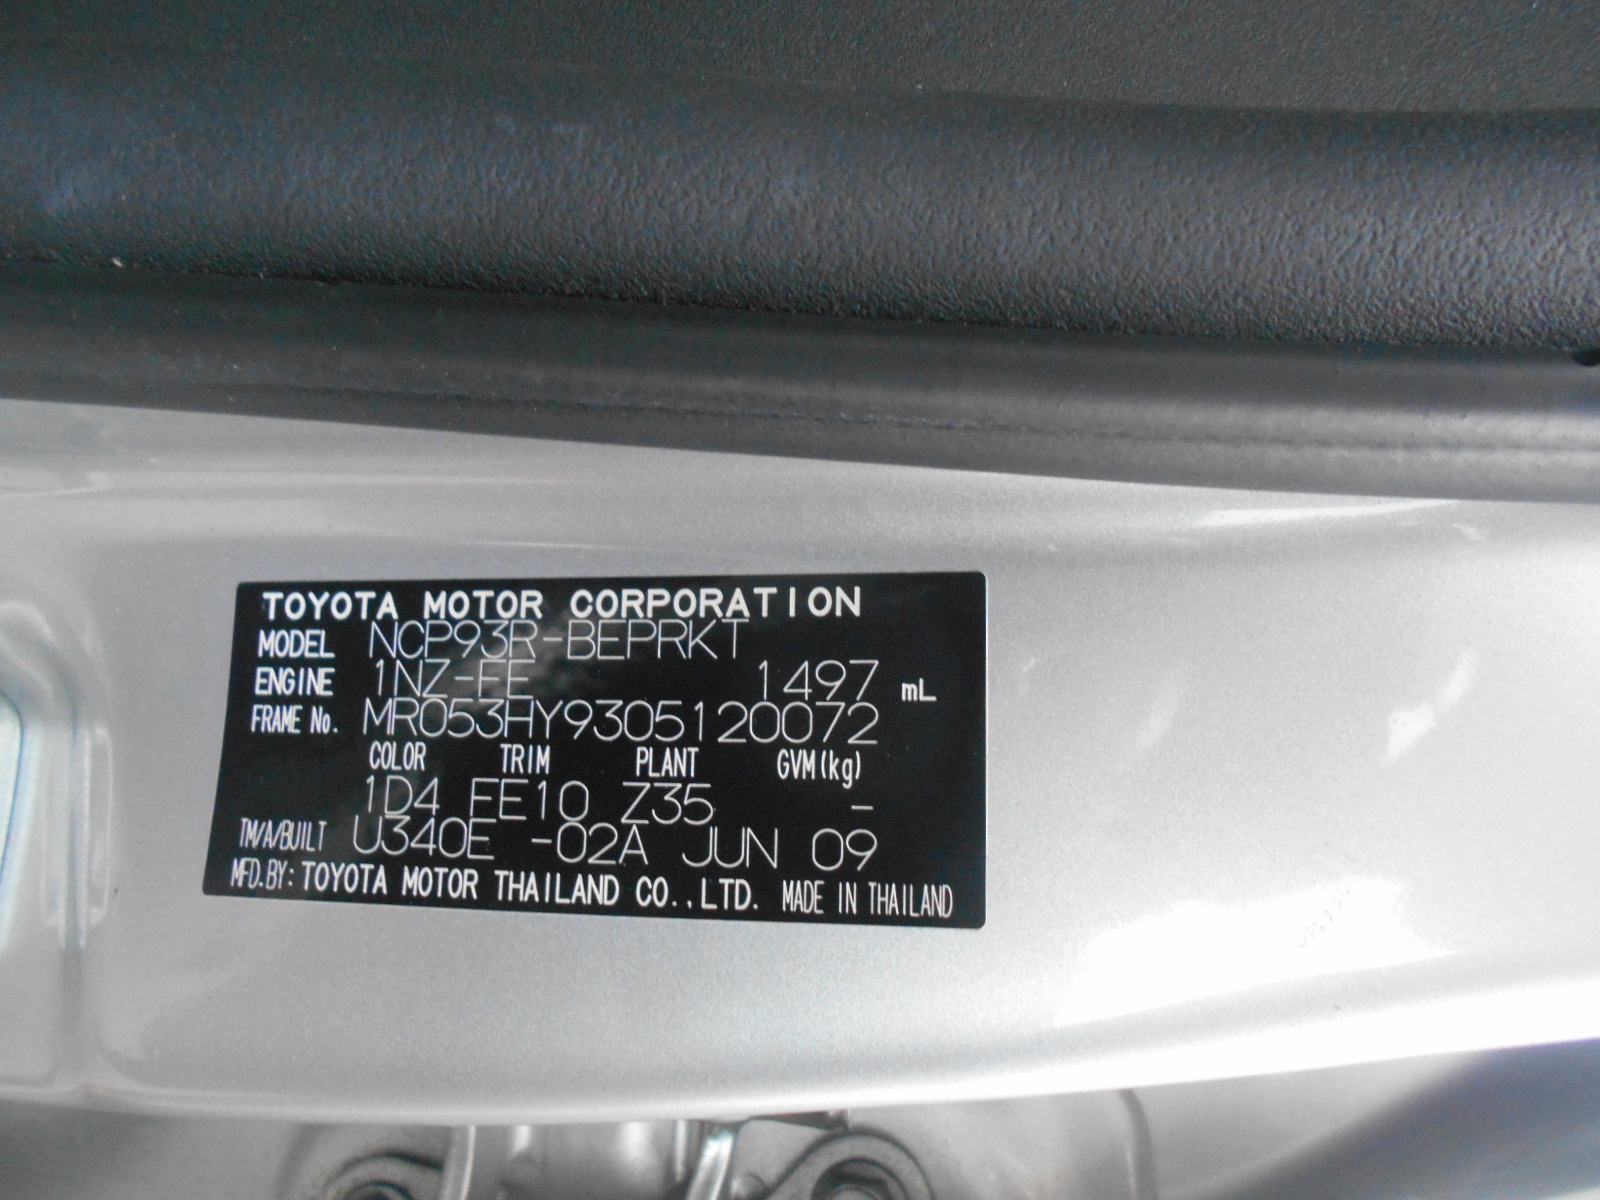 TOYOTA MOTOR CORPORATION
MODEL NCP93R-BEPRKT
ENGINE 1NZ-FE 1497 mL
FRAME No. MR053HY9305120072
COLOR TRIM PLANT GVM(kg)
1D4 FE10 Z35 -
TM/A/BUILT U340E -02A JUN 09
MFD.BY: TOYOTA MOTOR THAILAND CO.,LTD. MADE IN THAILAND